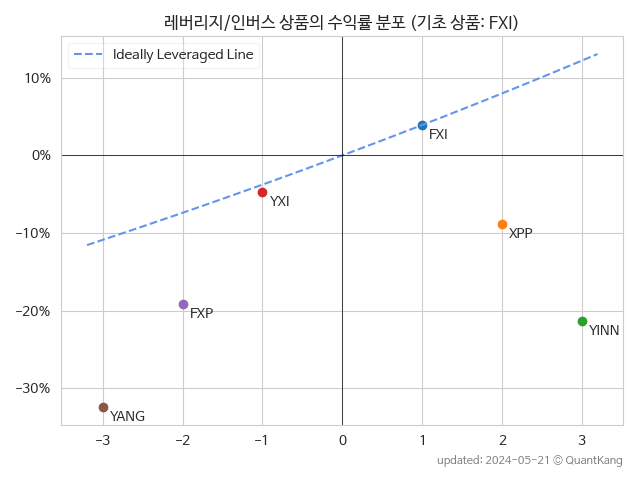 레버리지/인버스 상품의 수익률 분포 (기초 상품: FXI)
Ideally Leveraged Line
10%
FXI
0%
YXI
-10%
XPP
-20%
FXP
YINN
-30%
YANG
-3 -2 -1 0 1 2 3
updated: 2024-05-21 © QuantKang